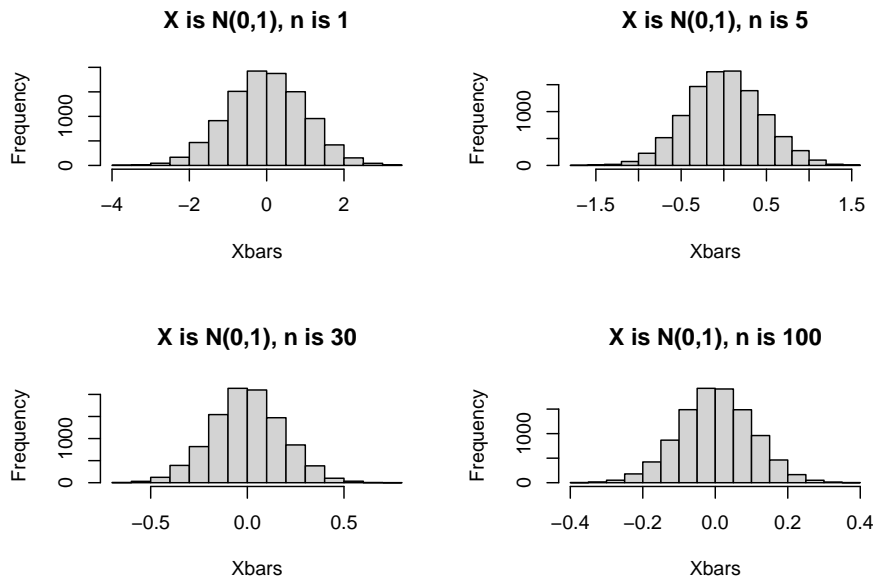 X is N(0,1), n is 1
Frequency
1000
0
−4 −2 0 2
Xbars
X is N(0,1), n is 5
Frequency
1000
0
−1.5 −0.5 0.5 1.5
Xbars
X is N(0,1), n is 30
Frequency
1000
0
−0.5 0.0 0.5
Xbars
X is N(0,1), n is 100
Frequency
1000
0
−0.4 −0.2 0.0 0.2 0.4
Xbars